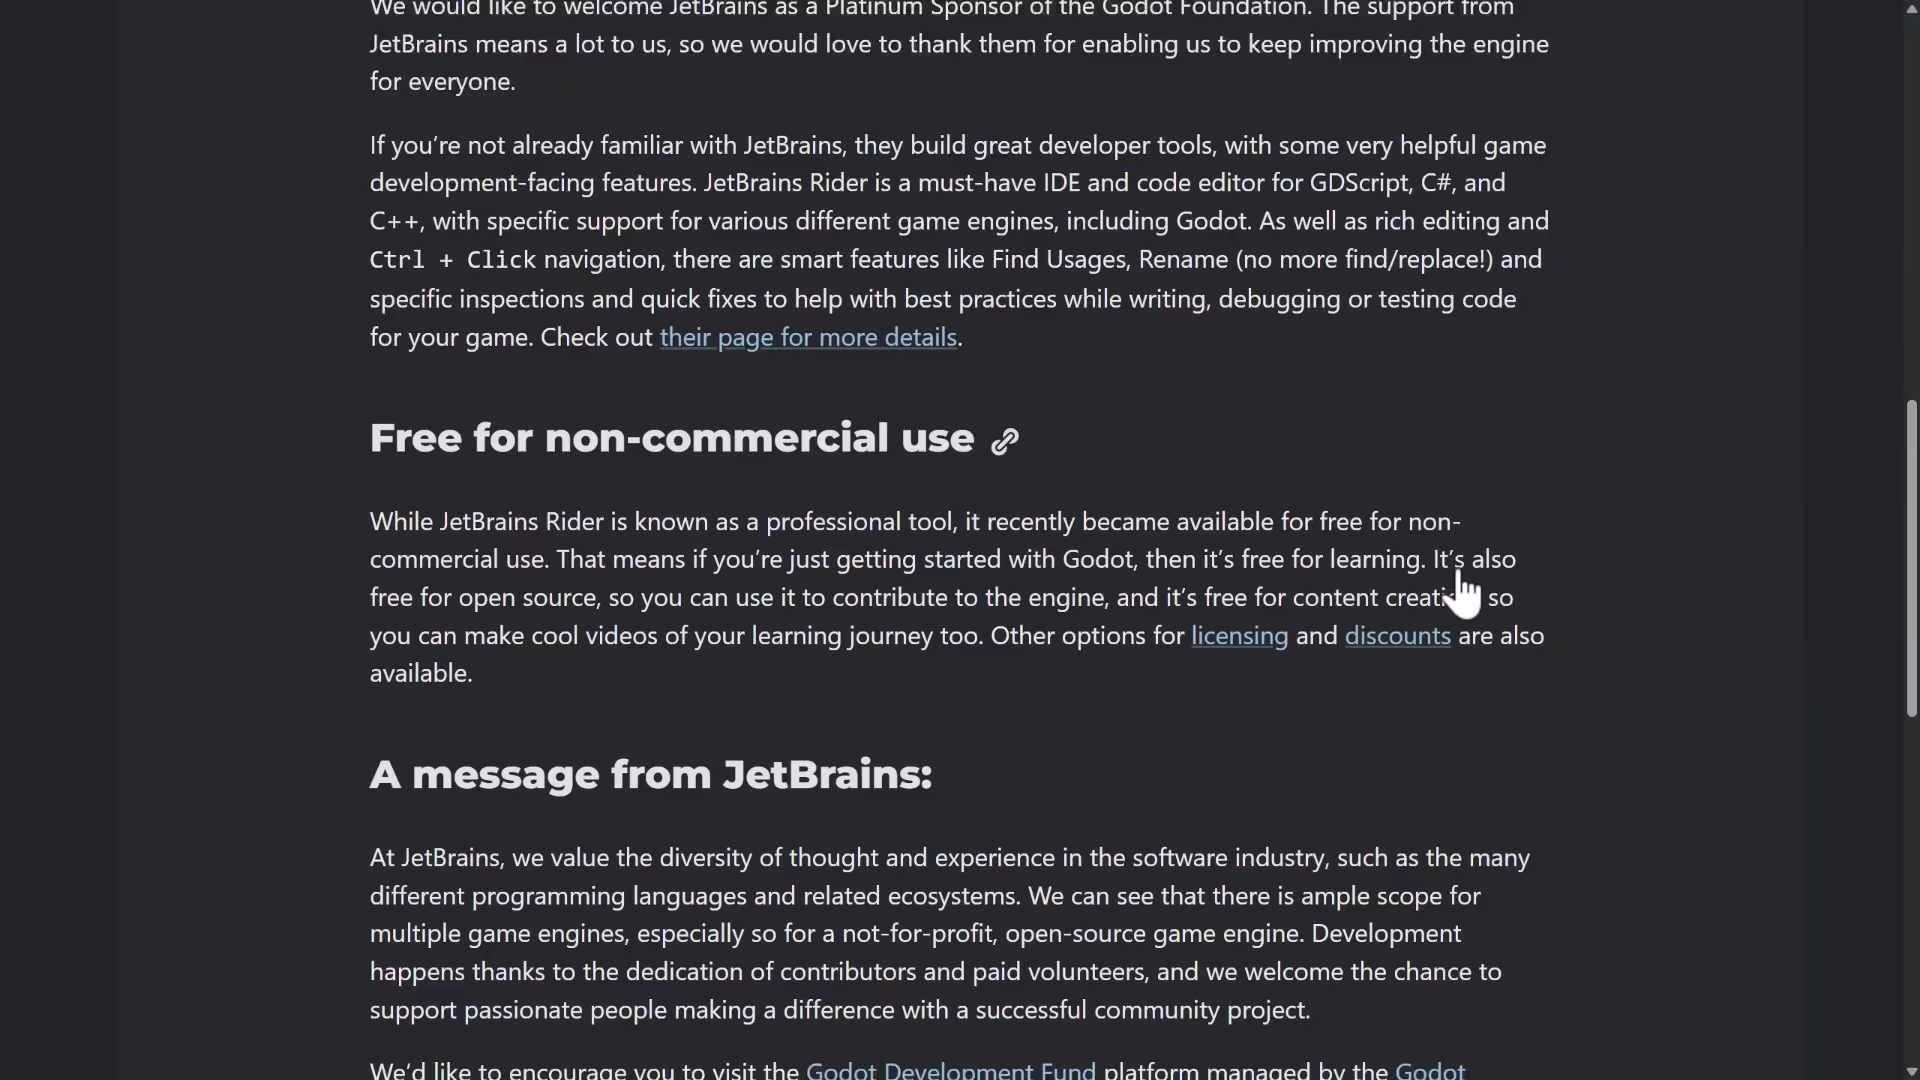 We would like to welcome JetBrains as a Platinum Sponsor of the Godot Foundation. The support from
JetBrains means a lot to us, so we would love to thank them for enabling us to keep improving the engine
for everyone.
If you’re not already familiar with JetBrains, they build great developer tools, with some very helpful game
development-facing features. JetBrains Rider is a must-have IDE and code editor for GDScript, C#, and
C++, with specific support for various different game engines, including Godot. As well as rich editing and
Ctrl + Click navigation, there are smart features like Find Usages, Rename (no more find/replace!) and
specific inspections and quick fixes to help with best practices while writing, debugging or testing code
for your game. Check out their page for more details.
Free for non-commercial use
While JetBrains Rider is known as a professional tool, it recently became available for free for non-
commercial use. That means if you’re just getting started with Godot, then it’s free for learning. It’s also
free for open source, so you can use it to contribute to the engine, and it’s free for content so
you can make cool videos of your learning journey too. Other options for licensing and discounts are also
available.
A message from JetBrains:
At JetBrains, we value the diversity of thought and experience in the software industry, such as the many
different programming languages and related ecosystems. We can see that there is ample scope for
multiple game engines, especially so for a not-for-profit, open-source game engine. Development
happens thanks to the dedication of contributors and paid volunteers, and we welcome the chance to
support passionate people making a difference with a successful community project.
We’d like to encourage you to visit the Godot Development Fund platform managed by the Godot